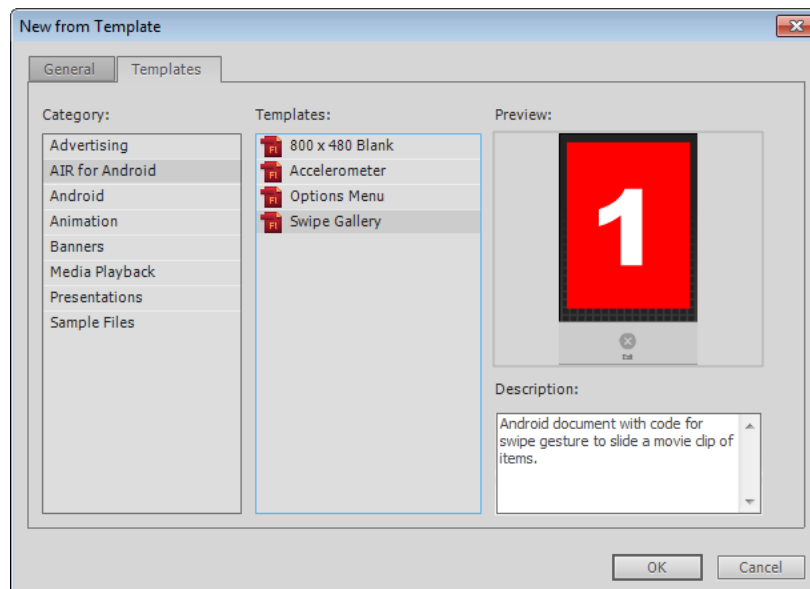 New from Template
General
Templates
Category:
Advertising
AIR for Android
Android
Animation
Banners
Media Playback
Presentations
Sample Files
Templates:
800 x 480 Blank
Accelerometer
Options Menu
Swipe Gallery
Preview:
1
Exit
Description:
Android document with code for
swipe gesture to slide a movie clip of
items.
OK
Cancel